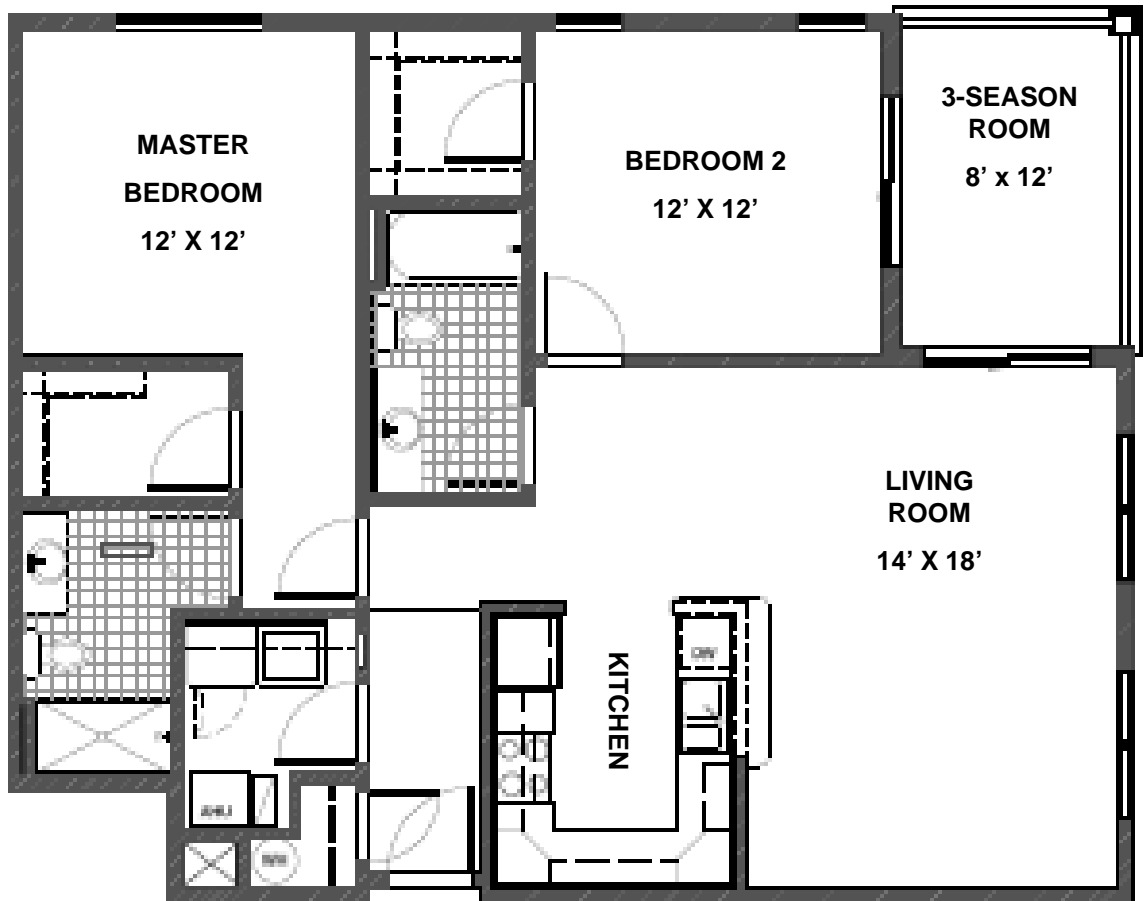 MASTER
BEDROOM
12’ X 12’
BEDROOM 2
12’ X 12’
3-SEASON
ROOM
8’ x 12’
LIVING
ROOM
14’ X 18’
KITCHEN
DW